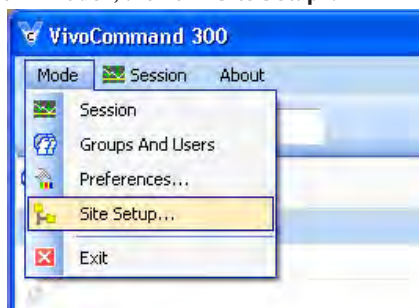 VivoCommand 300
Mode Session About
Session
Groups And Users
Preferences...
Site Setup...
Exit